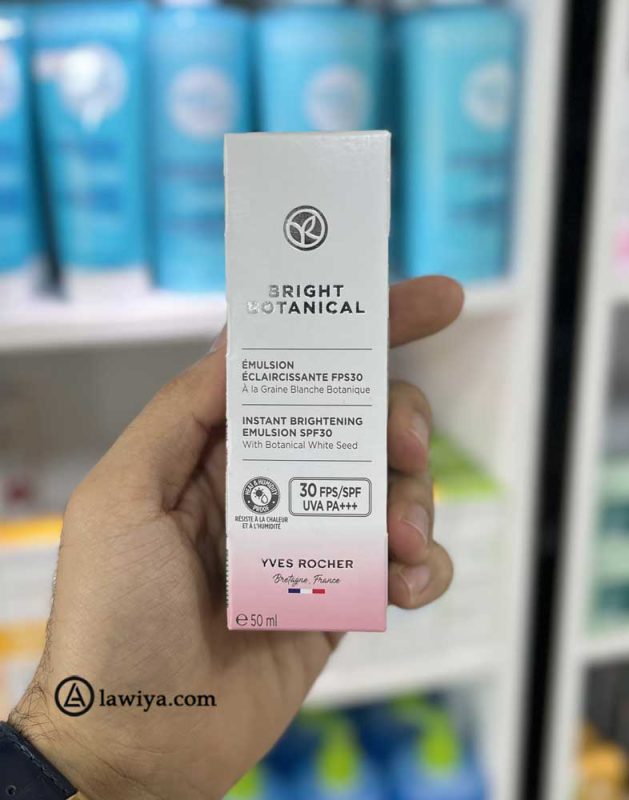 BRIGHT
BOTANICAL
ÉMULSION
ÉCLAIRCISSANTE FPS30
À la Graine Blanche Botanique
INSTANT BRIGHTENING
EMULSION SPF30
With Botanical White Seed
HEAT & HUMIDITY
PROOF
RÉSISTE À LA CHALEUR
ET À L'HUMIDITÉ
30 FPS/SPF
UVA PA+++
YVES ROCHER
Bretagne, France
e 50 ml
lawiya.com